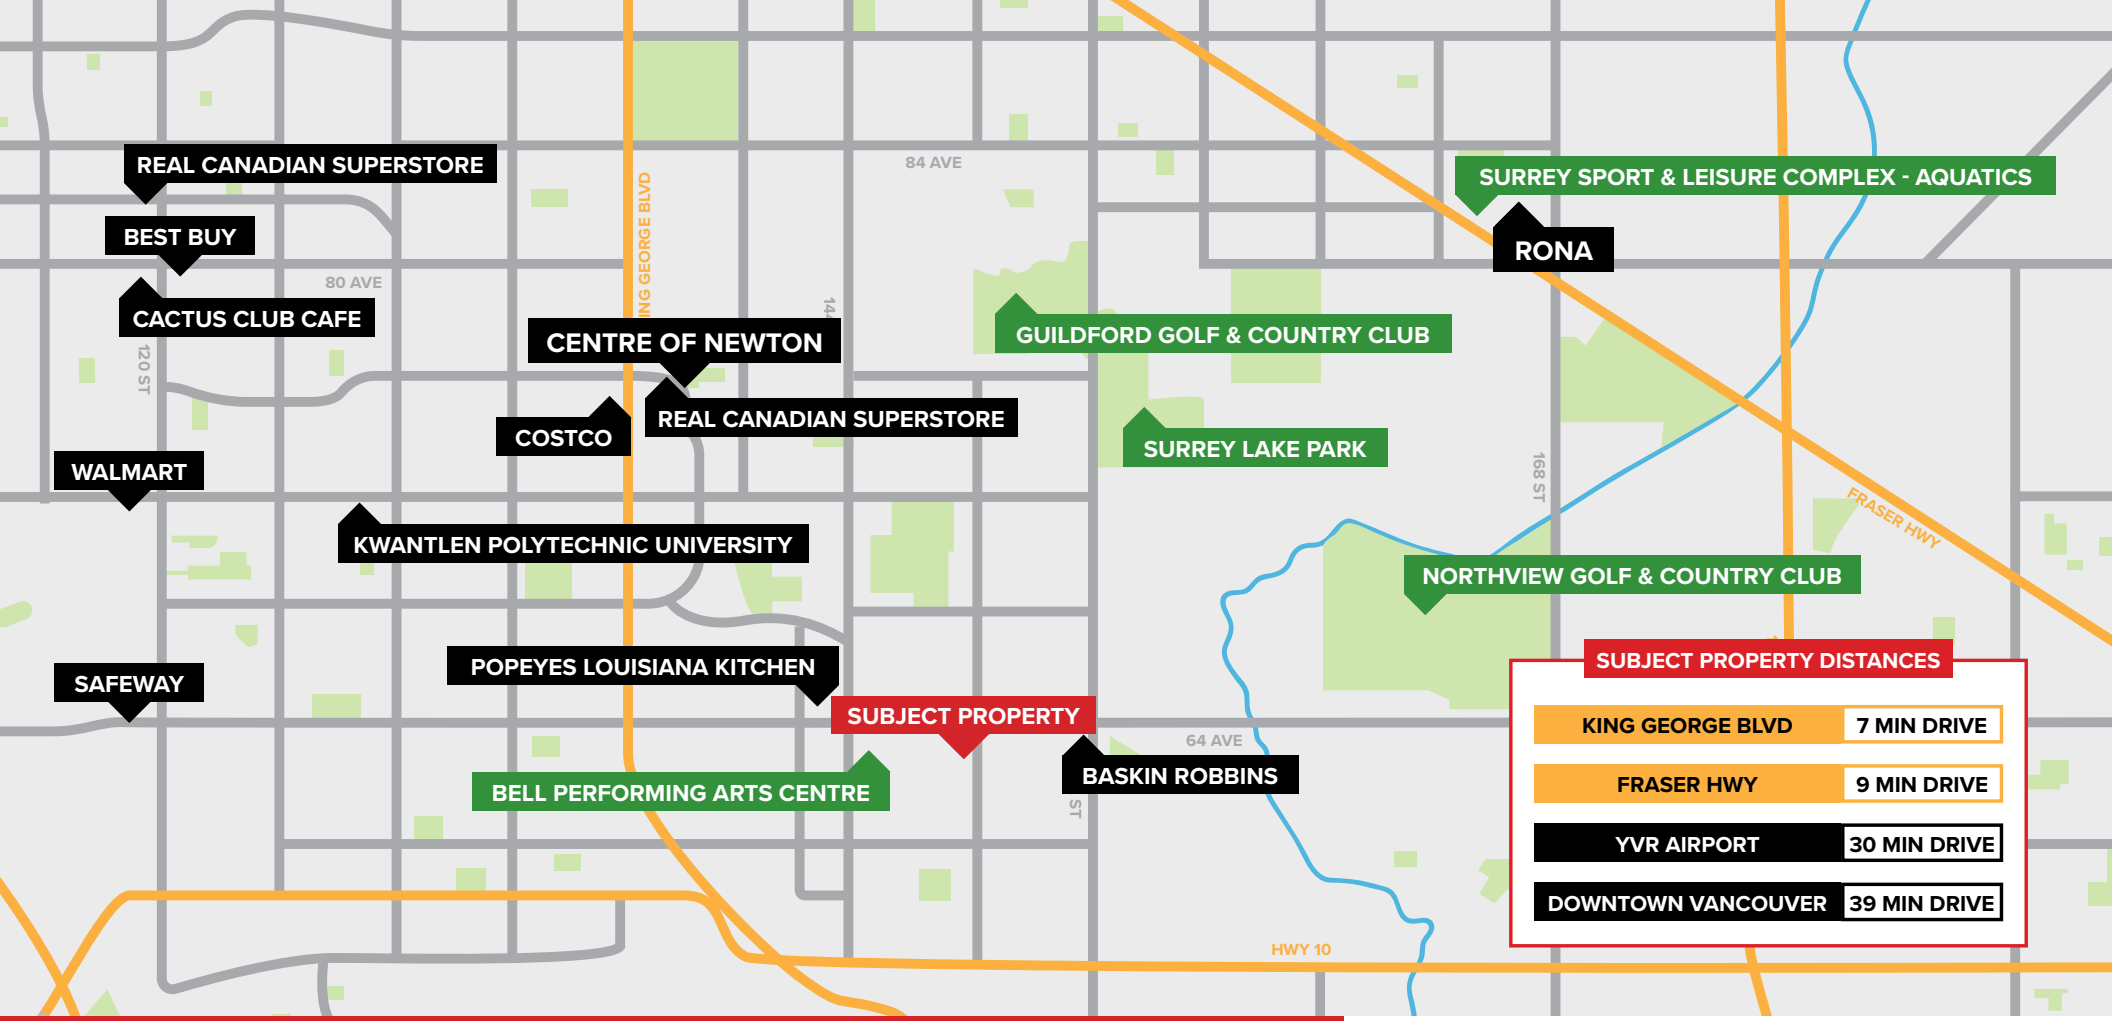 84 AVE
REAL CANADIAN SUPERSTORE
SURREY SPORT & LEISURE COMPLEX - AQUATICS
BEST BUY
RONA
80 AVE
CACTUS CLUB CAFE
GUILDFORD GOLF & COUNTRY CLUB
CENTRE OF NEWTON
120 ST
REAL CANADIAN SUPERSTORE
COSTCO
SURREY LAKE PARK
WALMART
168 ST
FRASER HWY
KWANTLEN POLYTECHNIC UNIVERSITY
NORTHVIEW GOLF & COUNTRY CLUB
POPEYES LOUISIANA KITCHEN
SAFEWAY
SUBJECT PROPERTY
64 AVE
BASKIN ROBBINS
BELL PERFORMING ARTS CENTRE
ST
HWY 10
SUBJECT PROPERTY DISTANCES
KING GEORGE BLVD 7 MIN DRIVE
FRASER HWY 9 MIN DRIVE
YVR AIRPORT 30 MIN DRIVE
DOWNTOWN VANCOUVER 39 MIN DRIVE
ING GEORGE BLVD